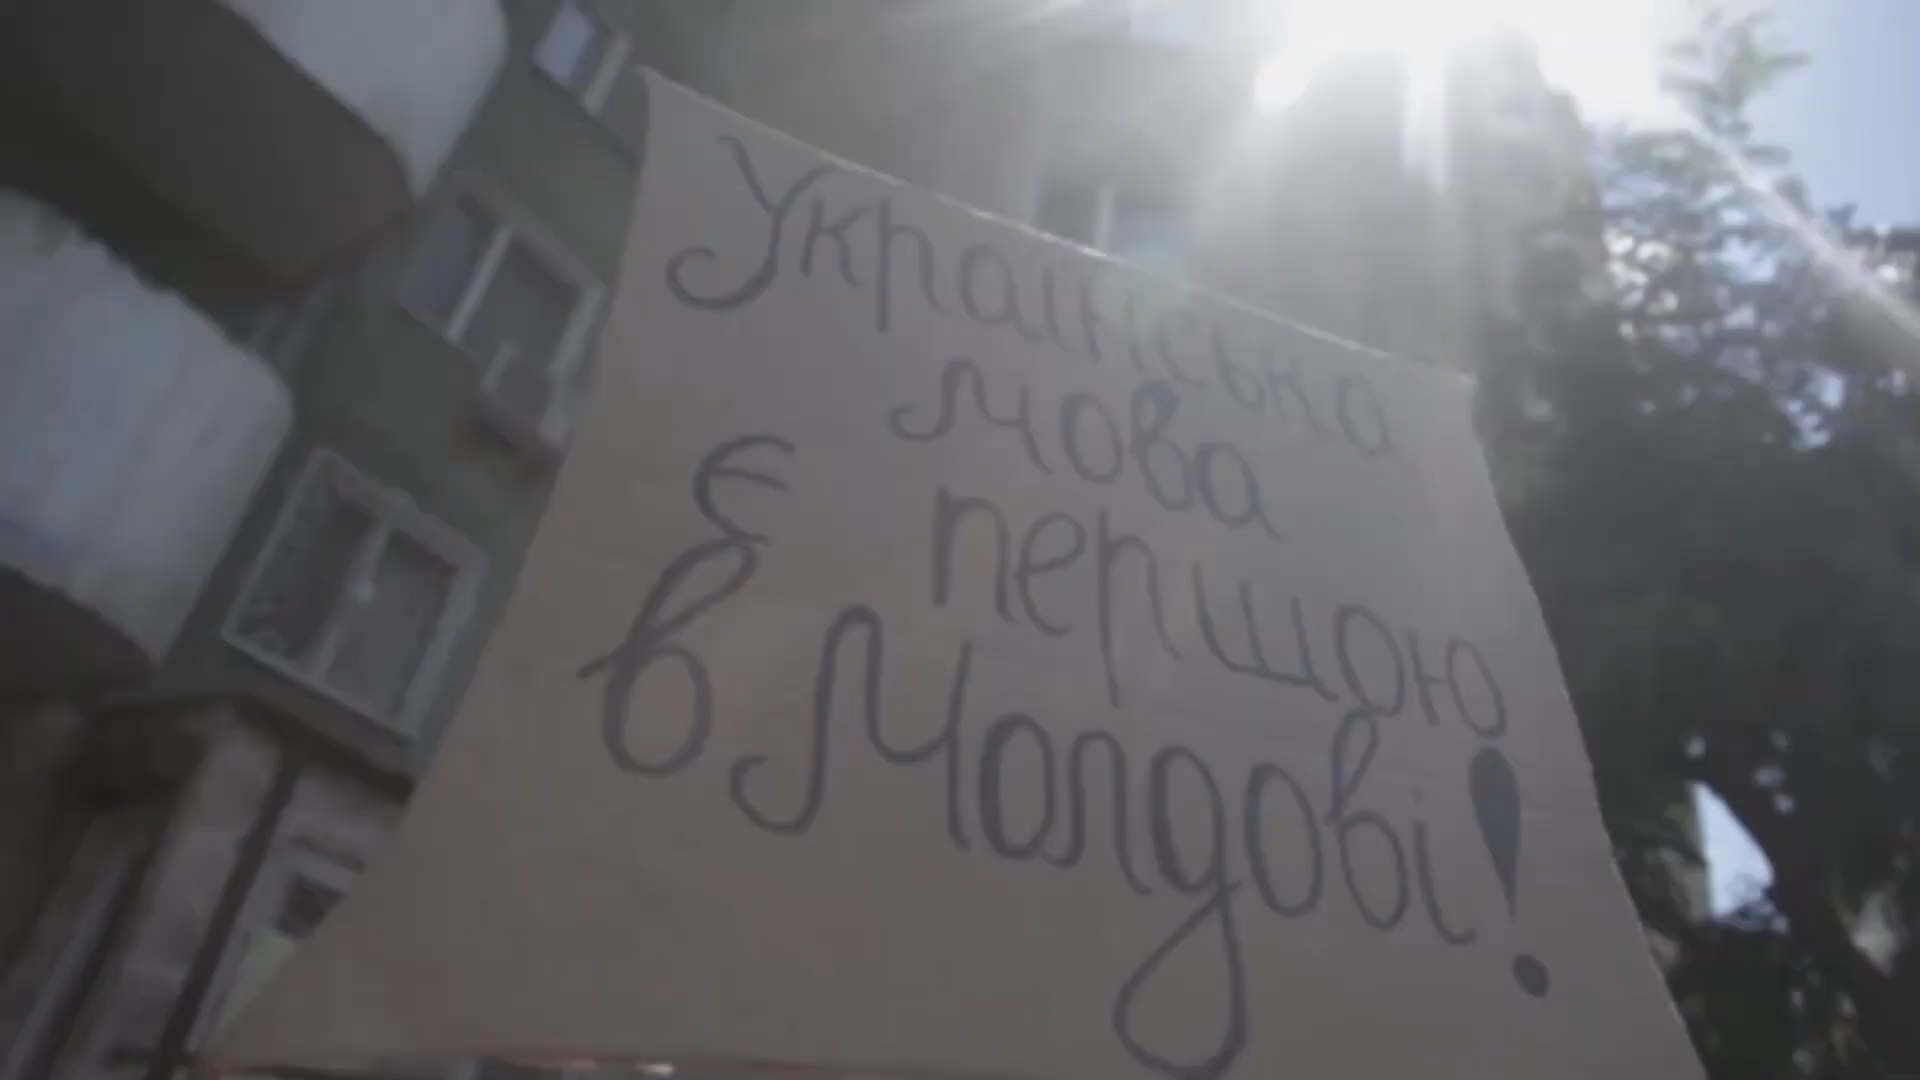 Українська
мова
є першою
в Молдові!